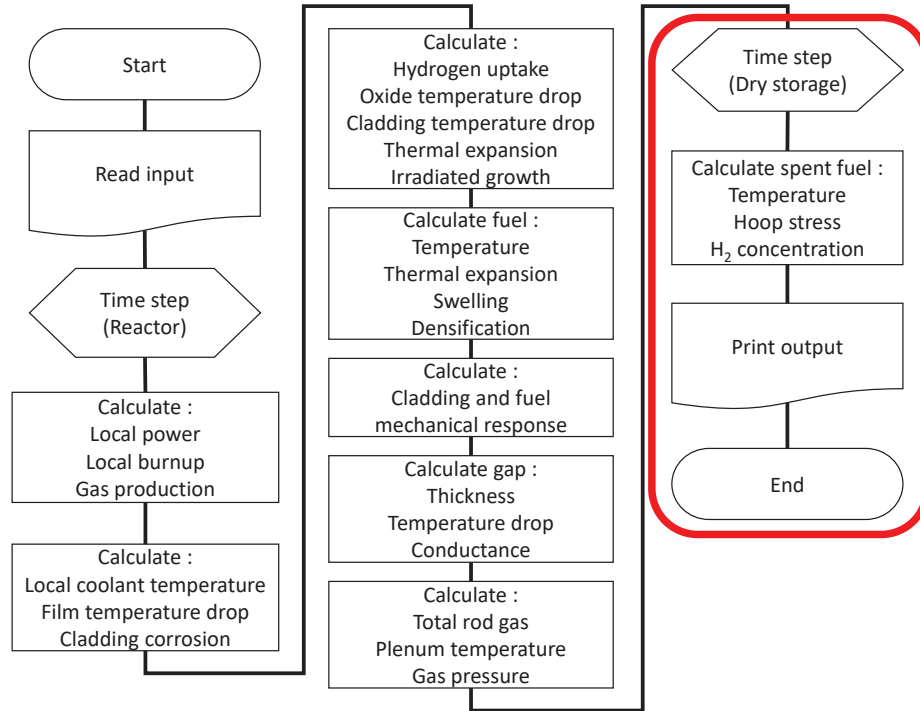 Start
Read input
Time step
(Reactor)
Calculate :
Local power
Local burnup
Gas production
Calculate :
Local coolant temperature
Film temperature drop
Cladding corrosion
Calculate :
Hydrogen uptake
Oxide temperature drop
Cladding temperature drop
Thermal expansion
Irradiated growth
Calculate fuel :
Temperature
Thermal expansion
Swelling
Densification
Calculate :
Cladding and fuel
mechanical response
Calculate gap :
Thickness
Temperature drop
Conductance
Calculate :
Total rod gas
Plenum temperature
Gas pressure
Time step
(Dry storage)
Calculate spent fuel :
Temperature
Hoop stress
H₂ concentration
Print output
End